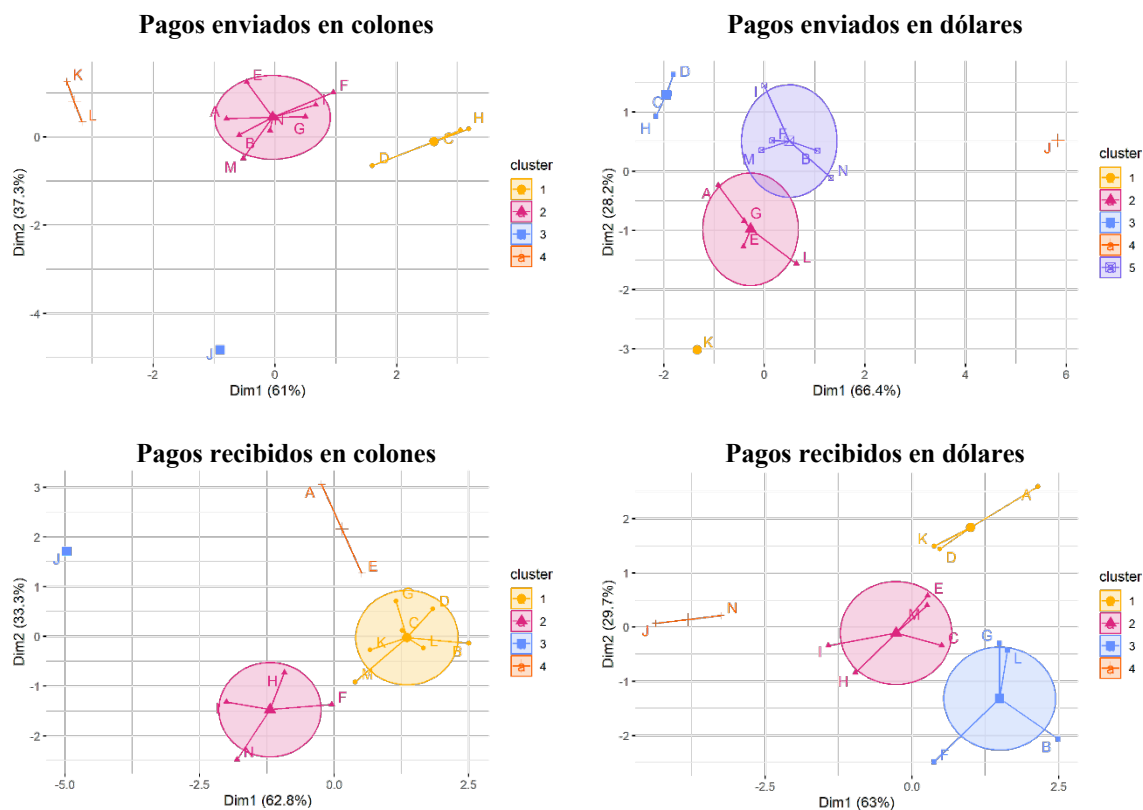 Pagos enviados en colones
K
L
E
F
I
A
N
G
B
M
H
C
D
J
0
-2
-4
-2
0
2
Dim2 (37.3%)
Dim1 (61%)
cluster
1
2
3
4
Pagos enviados en dólares
D
C
H
I
F
M
B
N
J
A
G
E
L
K
1
0
-1
-2
-3
-2
0
2
4
6
Dim2 (28.2%)
Dim1 (66.4%)
cluster
1
2
3
4
5
Pagos recibidos en colones
A
E
J
G
D
C
K
L
B
M
H
I
F
N
3
2
1
0
-1
-2
-5.0
-2.5
0.0
2.5
Dim2 (33.3%)
Dim1 (62.8%)
cluster
1
2
3
4
Pagos recibidos en dólares
A
K
D
J
N
E
M
C
I
H
G
L
F
B
2
1
0
-1
-2
0.0
2.5
Dim2 (29.7%)
Dim1 (63%)
cluster
1
2
3
4